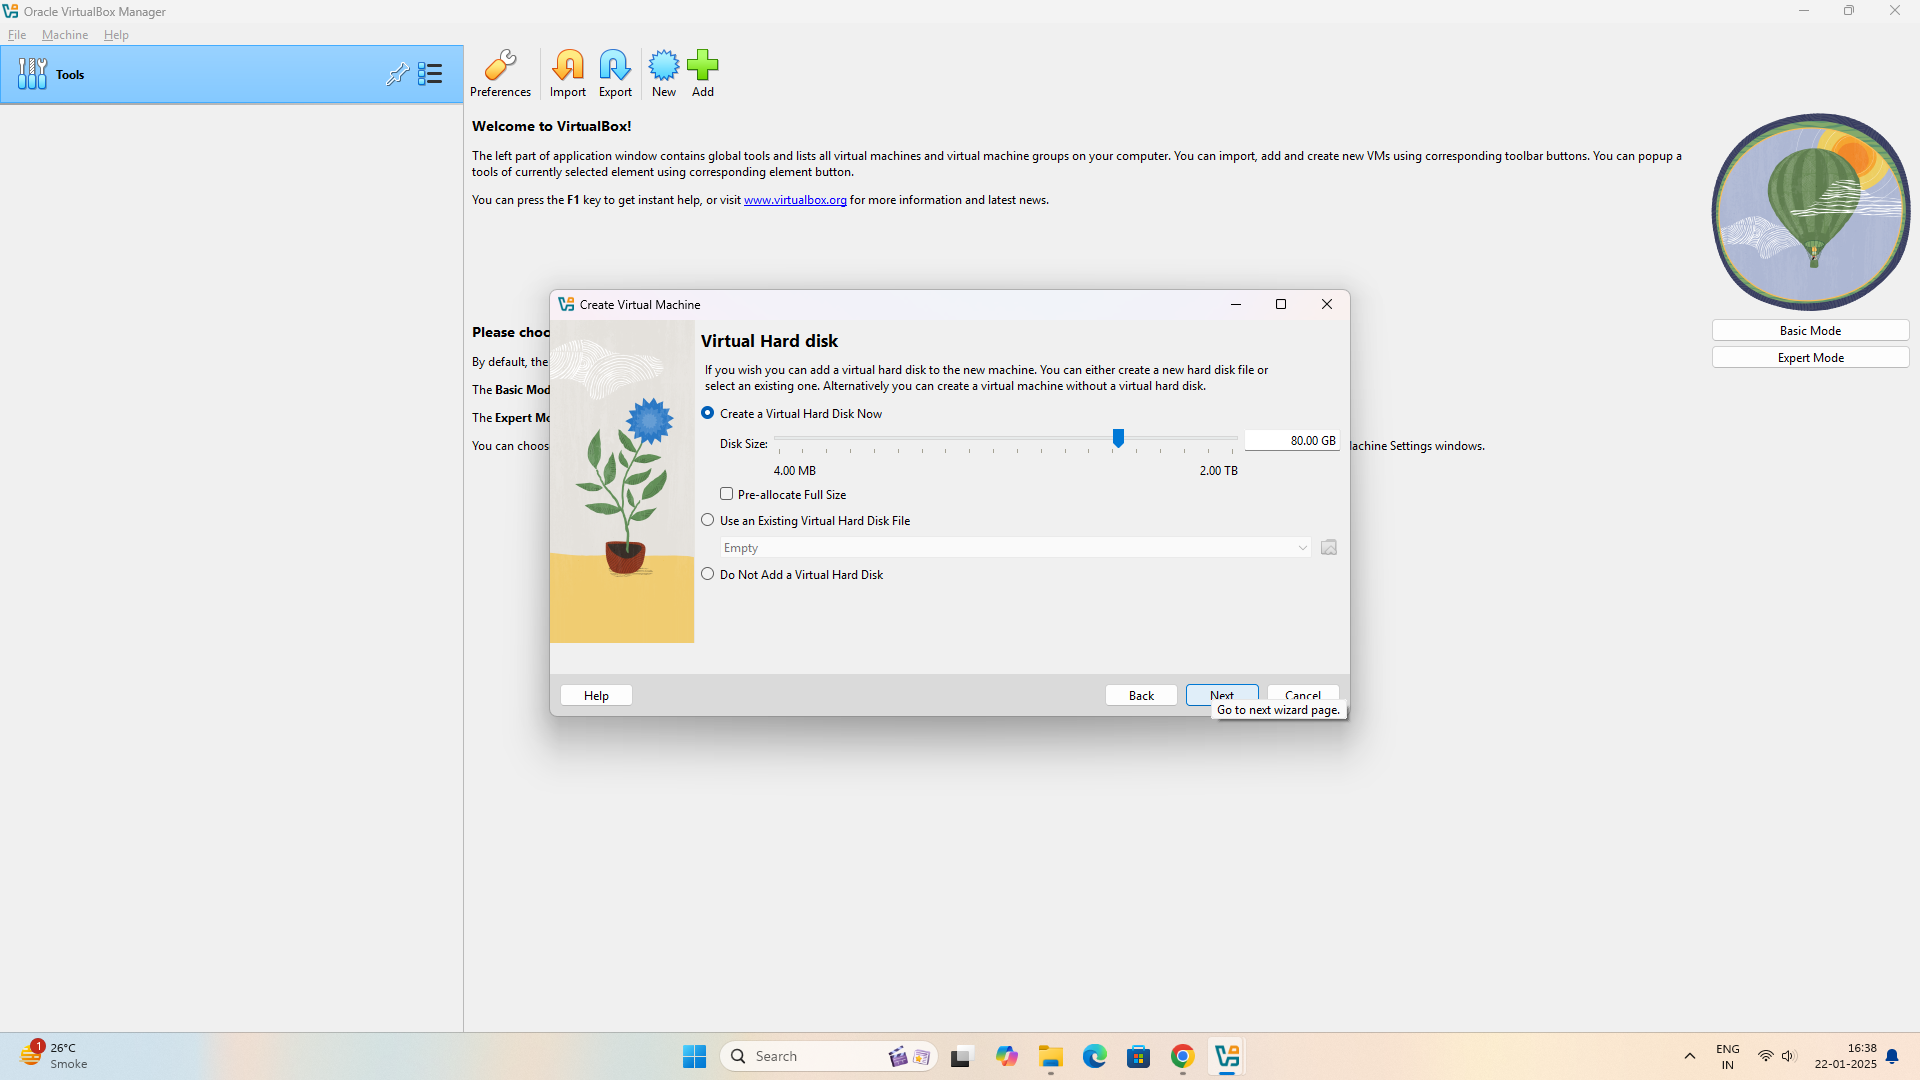 Oracle VirtualBox Manager
File Machine Help
Tools
Preferences Import Export New Add
Welcome to VirtualBox!
The left part of application window contains global tools and lists all virtual machines and virtual machine groups on your computer. You can import, add and create new VMs using corresponding toolbar buttons. You can popup a
tools of currently selected element using corresponding element button.
You can press the F1 key to get instant help, or visit www.virtualbox.org for more information and latest news.
Basic Mode
Expert Mode
Please choo
By default, the
The Basic Mod
The Expert Mo
You can choos
achine Settings windows.
Create Virtual Machine
Virtual Hard disk
If you wish you can add a virtual hard disk to the new machine. You can either create a new hard disk file or
select an existing one. Alternatively you can create a virtual machine without a virtual hard disk.
Create a Virtual Hard Disk Now
Disk Size: 80.00 GB
4.00 MB 2.00 TB
Pre-allocate Full Size
Use an Existing Virtual Hard Disk File
Empty
Do Not Add a Virtual Hard Disk
Help Back Next Cancel
Go to next wizard page.
1
26°C
Smoke
Search
ENG
IN
16:38
22-01-2025